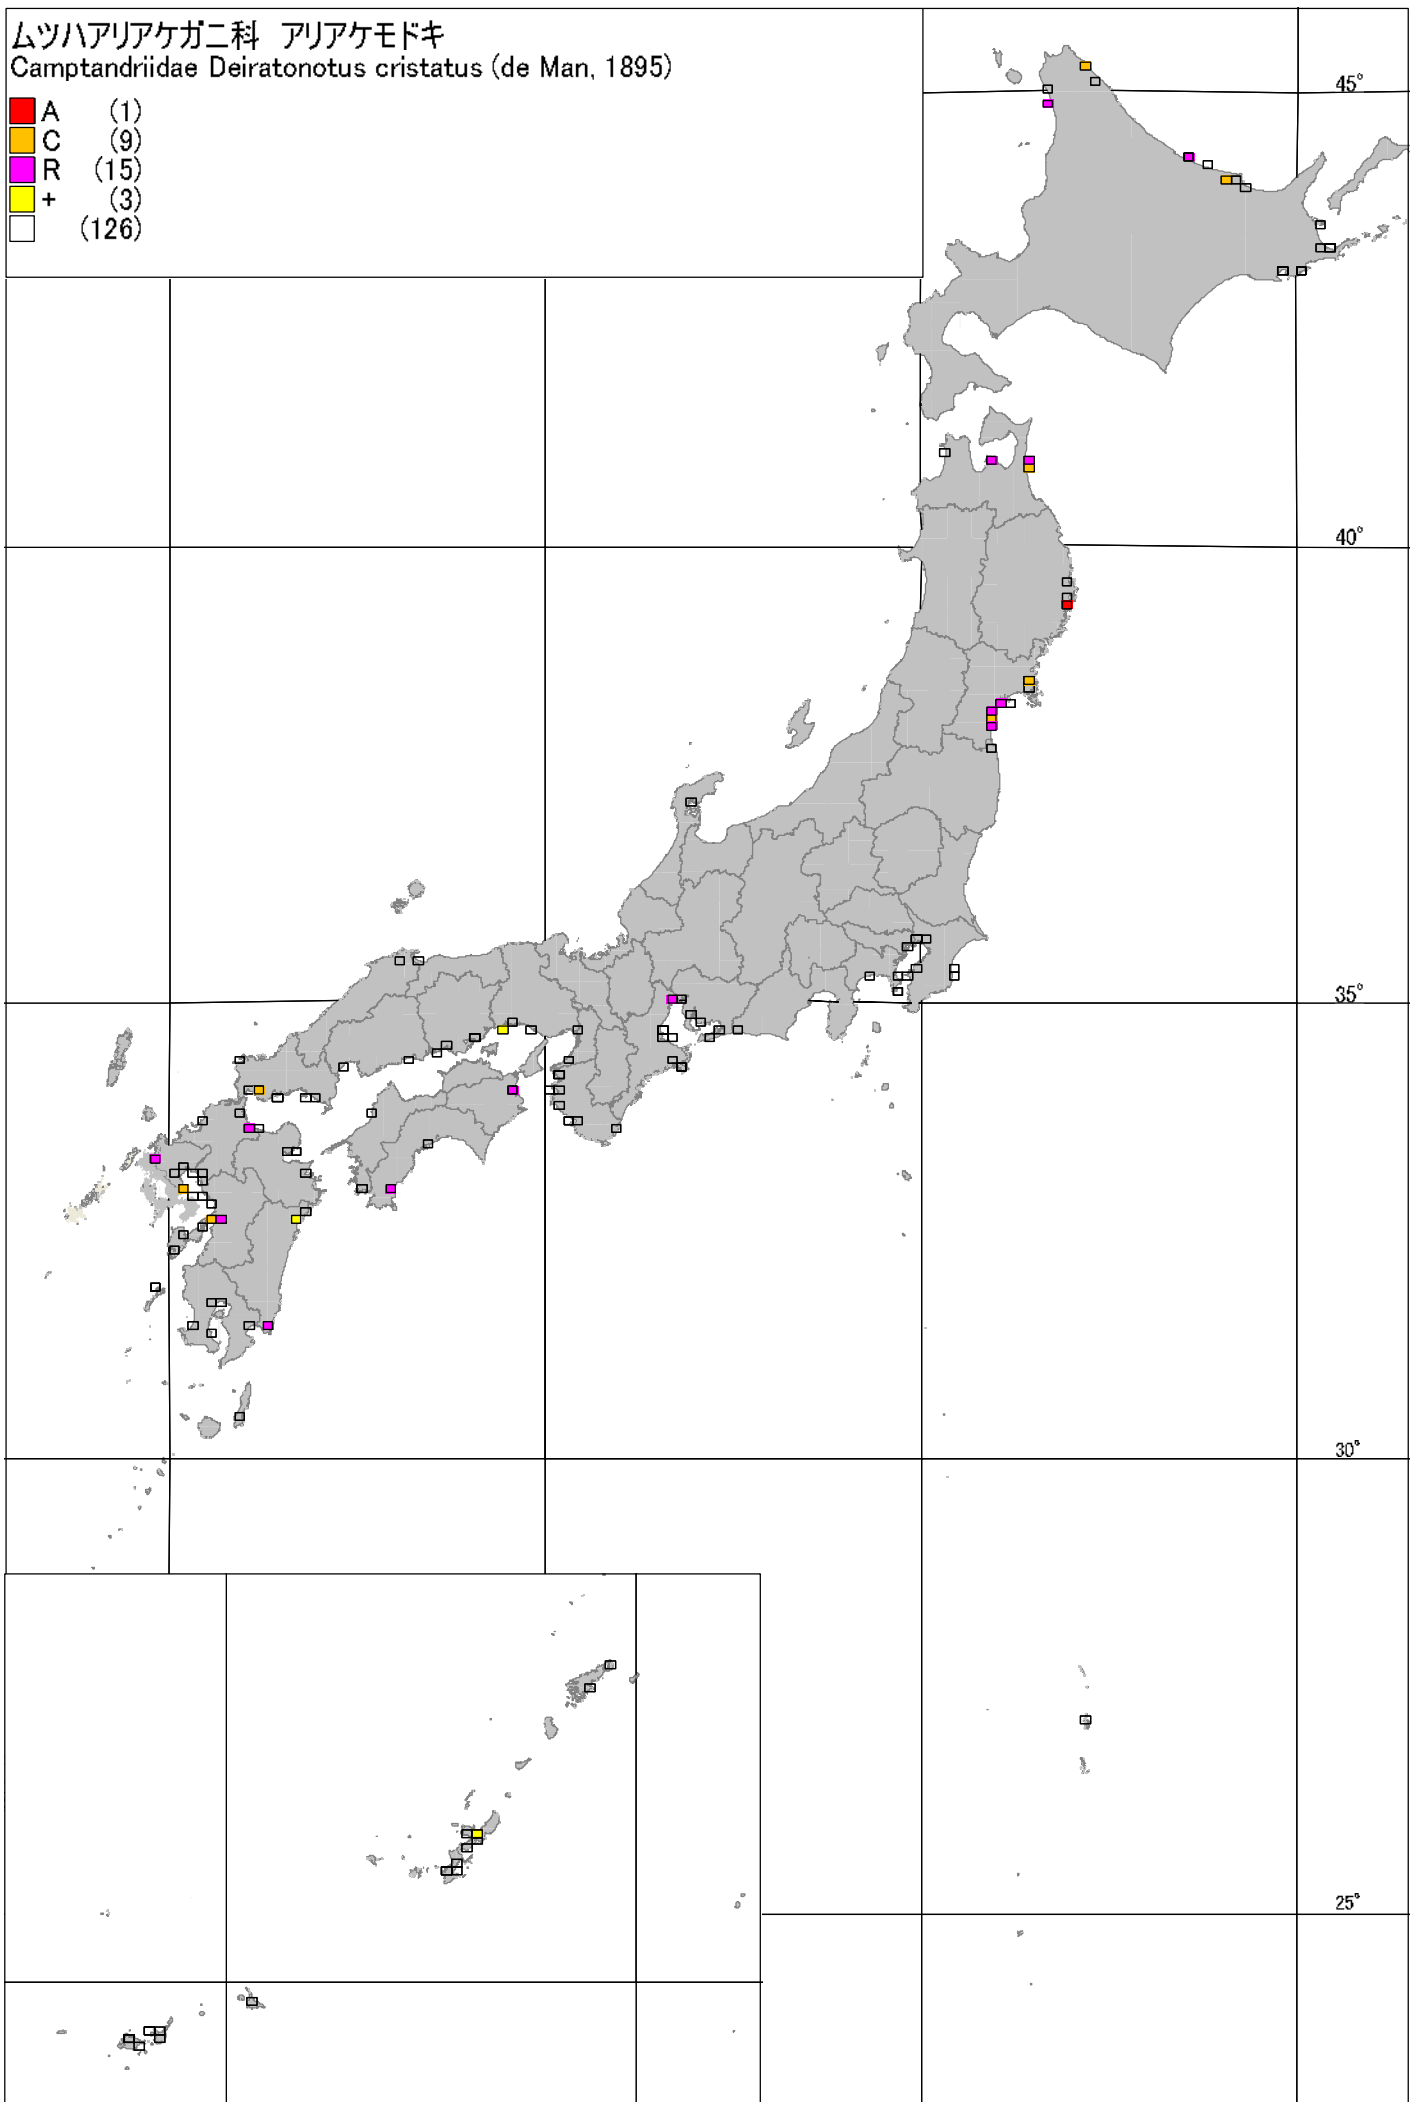 ムツハアリアケガニ科 アリアケモドキ
Camptandriidae Deiratonotus cristatus (de Man, 1895)
A (1)
C (9)
R (15)
+ (3)
(126)
45°
40°
35°
30°
25°